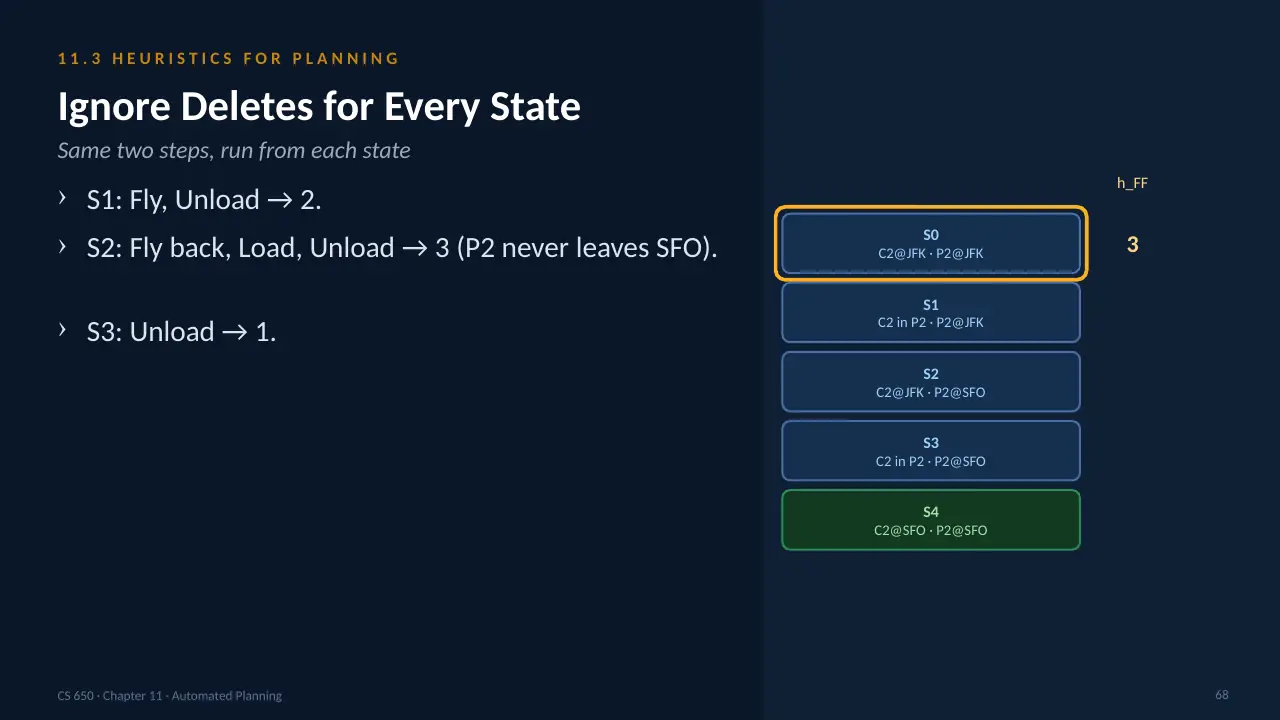 11.3 HEURISTICS FOR PLANNING
Ignore Deletes for Every State
Same two steps, run from each state
› S1: Fly, Unload → 2.
› S2: Fly back, Load, Unload → 3 (P2 never leaves SFO).
› S3: Unload → 1.
h_FF
S0
C2@JFK · P2@JFK
3
S1
C2 in P2 · P2@JFK
S2
C2@JFK · P2@SFO
S3
C2 in P2 · P2@SFO
S4
C2@SFO · P2@SFO
CS 650 · Chapter 11 · Automated Planning
68